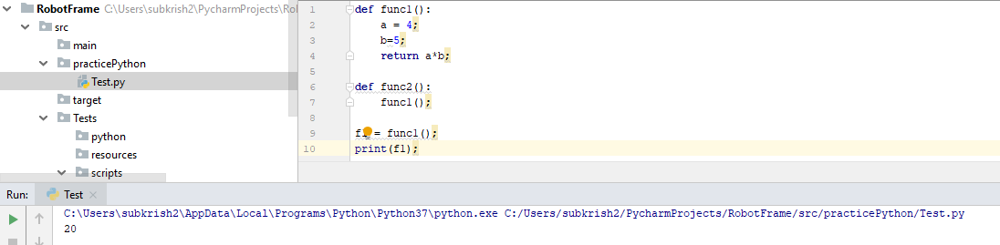 RobotFrame C:\Users\subkrish2\PycharmProjects\Ro
src
main
practicePython
Test.py
target
Tests
python
resources
scripts
1 def func1():
2 a = 4;
3 b=5;
4 return a*b;
5
6 def func2():
7 func1();
8
9 f1 = func1();
10 print(f1);
Run: Test ×
C:\Users\subkrish2\AppData\Local\Programs\Python\Python37\python.exe C:/Users/subkrish2/PycharmProjects/RobotFrame/src/practicePython/Test.py
20